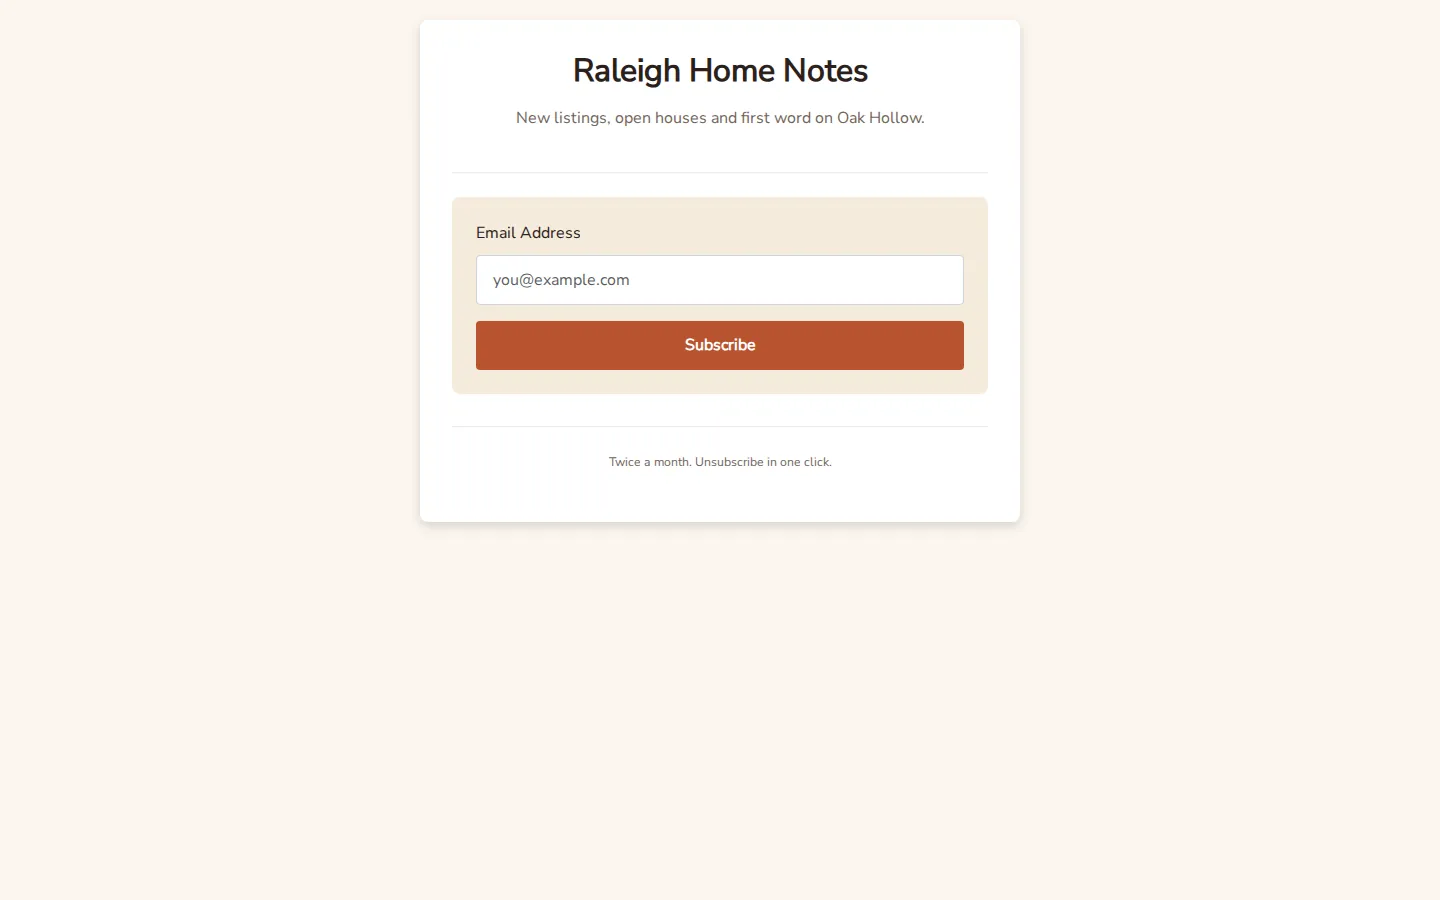 Raleigh Home Notes
New listings, open houses and first word on Oak Hollow.
Email Address
you@example.com
Subscribe
Twice a month. Unsubscribe in one click.